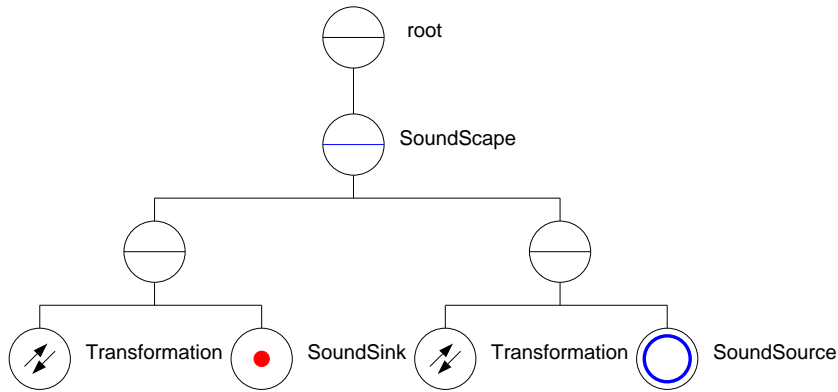 root
SoundScape
Transformation
SoundSink
Transformation
SoundSource